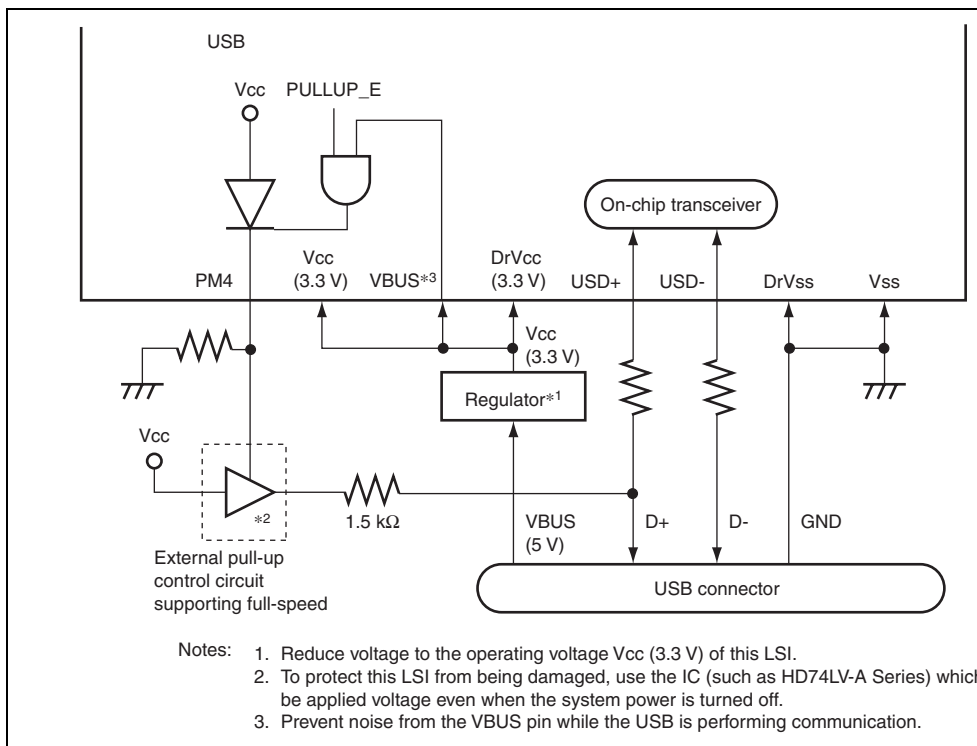 USB
Vcc
PULLUP_E
On-chip transceiver
PM4
Vcc
(3.3 V)
VBUS*3
DrVcc
(3.3 V)
USD+
USD-
DrVss
Vss
Vcc
(3.3 V)
Regulator*1
Vcc
*2
1.5 kΩ
VBUS
(5 V)
D+
D-
GND
External pull-up
control circuit
supporting full-speed
USB connector
Notes: 1. Reduce voltage to the operating voltage Vcc (3.3 V) of this LSI.
2. To protect this LSI from being damaged, use the IC (such as HD74LV-A Series) which
be applied voltage even when the system power is turned off.
3. Prevent noise from the VBUS pin while the USB is performing communication.